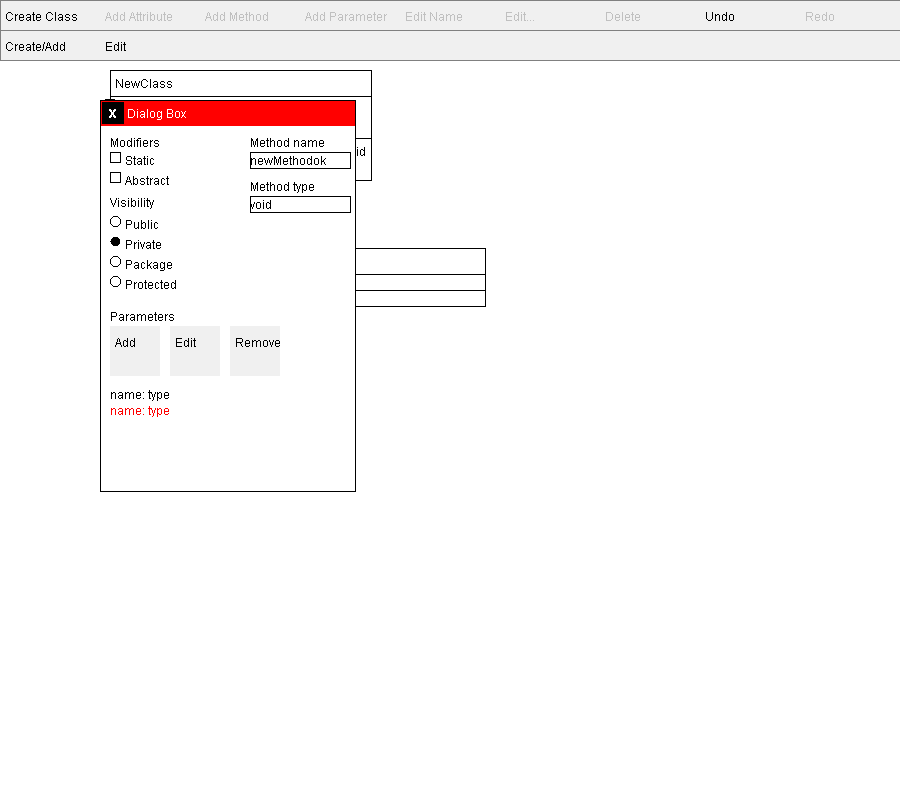 Create Class Add Attribute Add Method Add Parameter Edit Name Edit... Delete Undo Redo
Create/Add Edit
NewClass
X Dialog Box
Modifiers
Static
Abstract
Visibility
Public
Private
Package
Protected
Method name
newMethodok
Method type
void
id
Parameters
Add Edit Remove
name: type
name: type